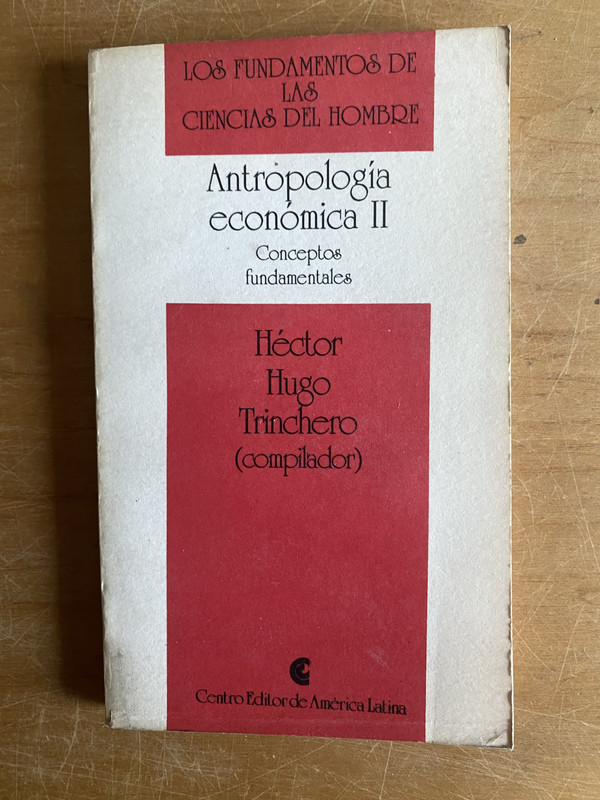 LOS FUNDAMENTOS DE
LAS
CIENCIAS DEL HOMBRE
Antropología
económica II
Conceptos
fundamentales
Héctor
Hugo
Trinchero
(compilador)
Centro Editor de América Latina